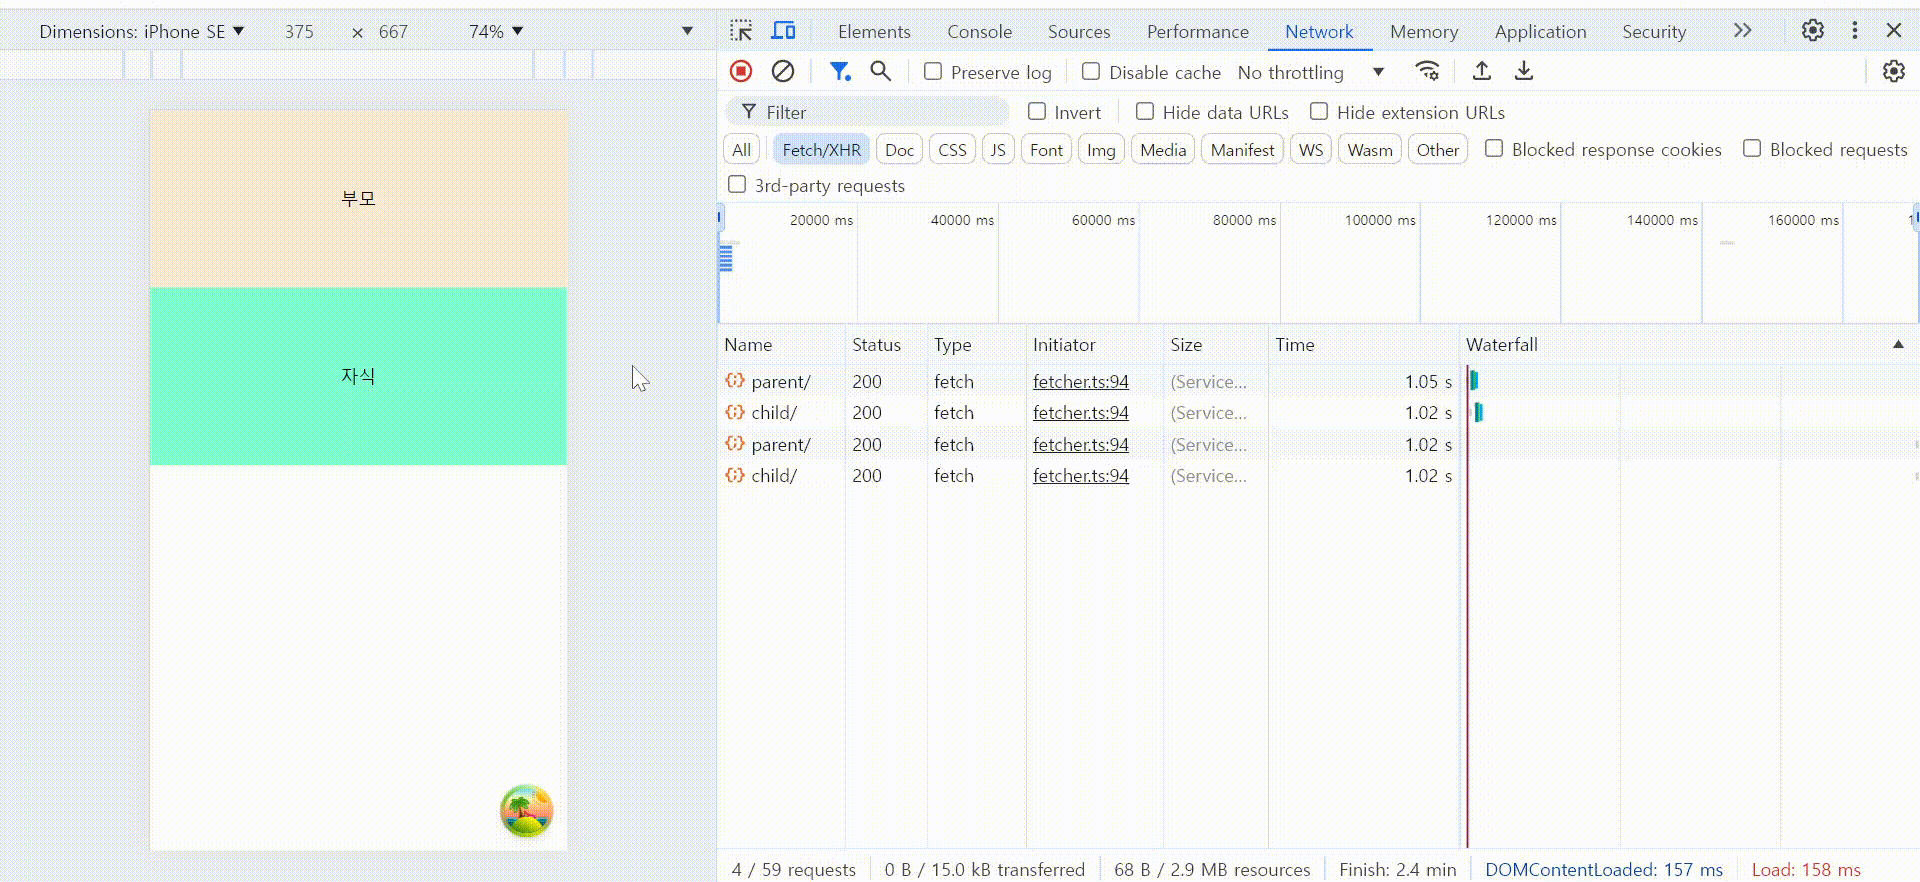 Dimensions: iPhone SE ▼ 375 × 667 74% ▼ ▼
Elements Console Sources Performance Network Memory Application Security
Preserve log Disable cache No throttling ▼
Filter Invert Hide data URLs Hide extension URLs
All Fetch/XHR Doc CSS JS Font Img Media Manifest WS Wasm Other Blocked response cookies Blocked requests
3rd-party requests
20000 ms 40000 ms 60000 ms 80000 ms 100000 ms 120000 ms 140000 ms 160000 ms
부모
자식
Name Status Type Initiator Size Time Waterfall ▲
parent/ 200 fetch fetcher.ts:94 (Service... 1.05 s
child/ 200 fetch fetcher.ts:94 (Service... 1.02 s
parent/ 200 fetch fetcher.ts:94 (Service... 1.02 s
child/ 200 fetch fetcher.ts:94 (Service... 1.02 s
4 / 59 requests 0 B / 15.0 kB transferred 68 B / 2.9 MB resources Finish: 2.4 min DOMContentLoaded: 157 ms Load: 158 ms